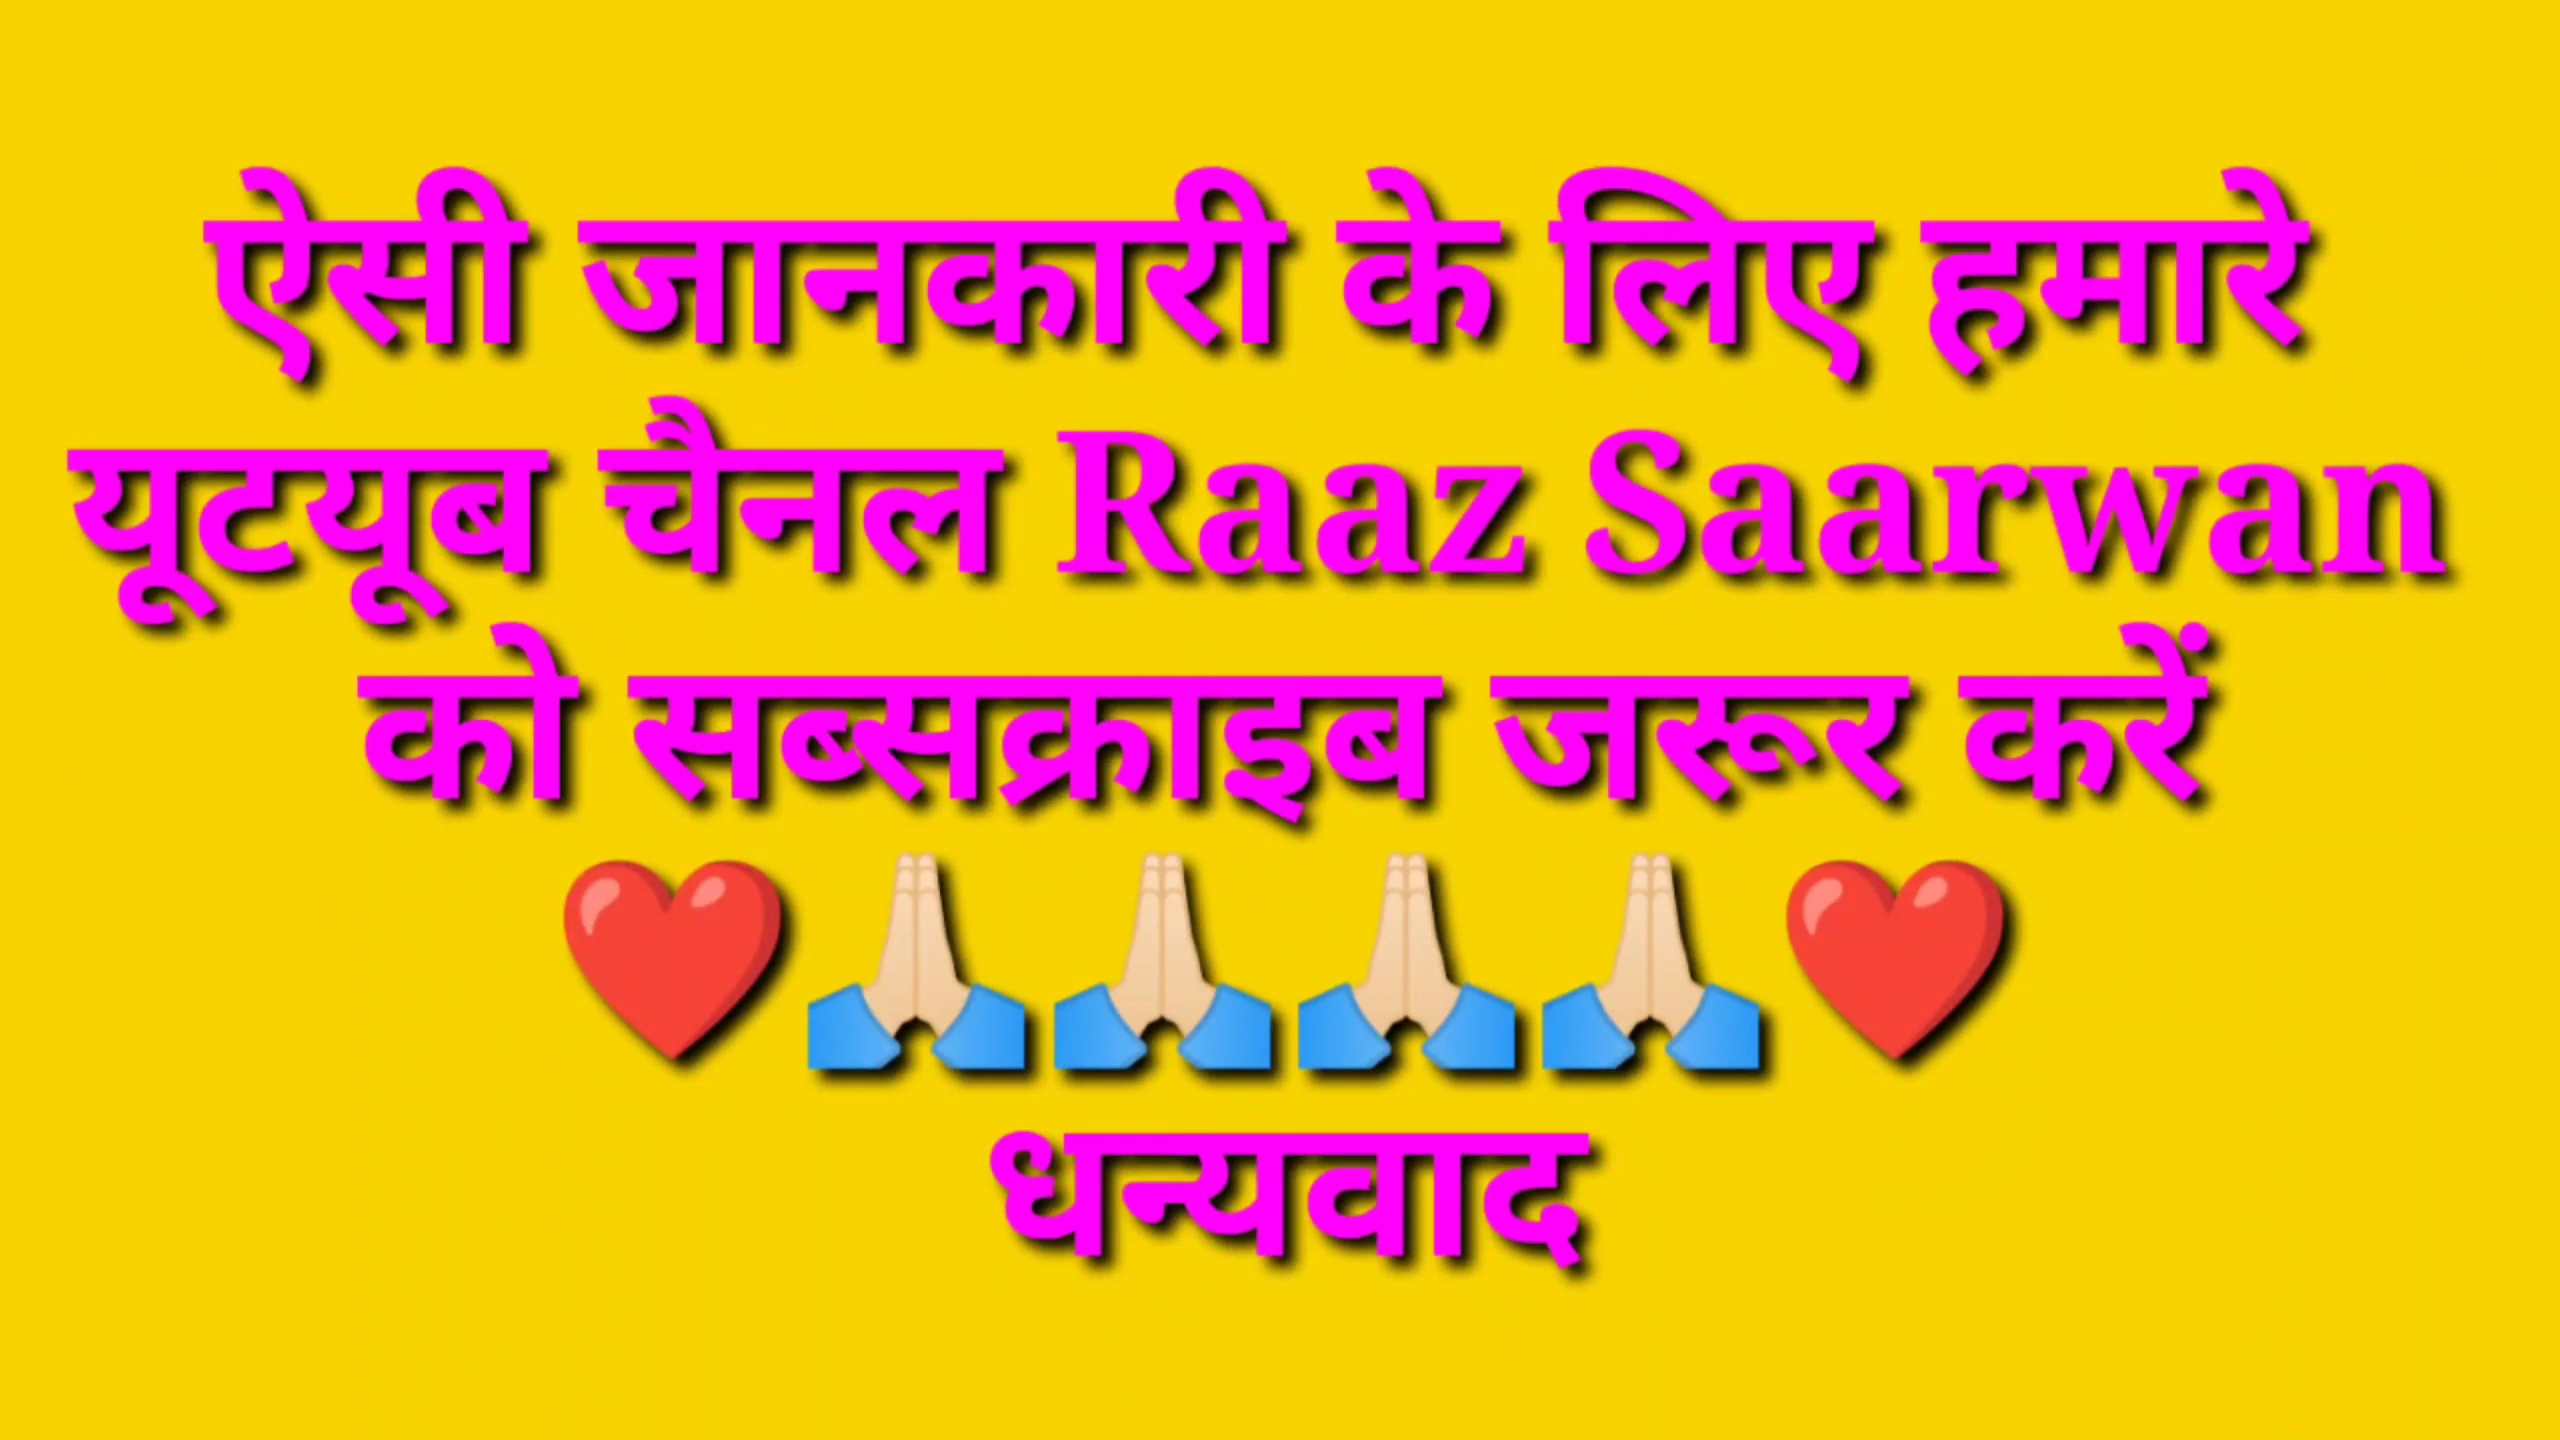 ऐसी जानकारी के लिए हमारे
यूटयूब चैनल Raaz Saarwan
को सब्सक्राइब जरूर करें
❤️🙏🏻🙏🏻🙏🏻🙏🏻❤️
धन्यवाद